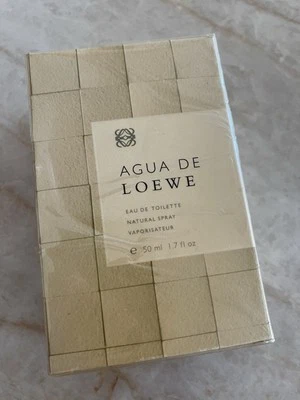 AGUA DE
LOEWE
EAU DE TOILETTE
NATURAL SPRAY
VAPORISATEUR
e 50 ml 1.7 fl oz